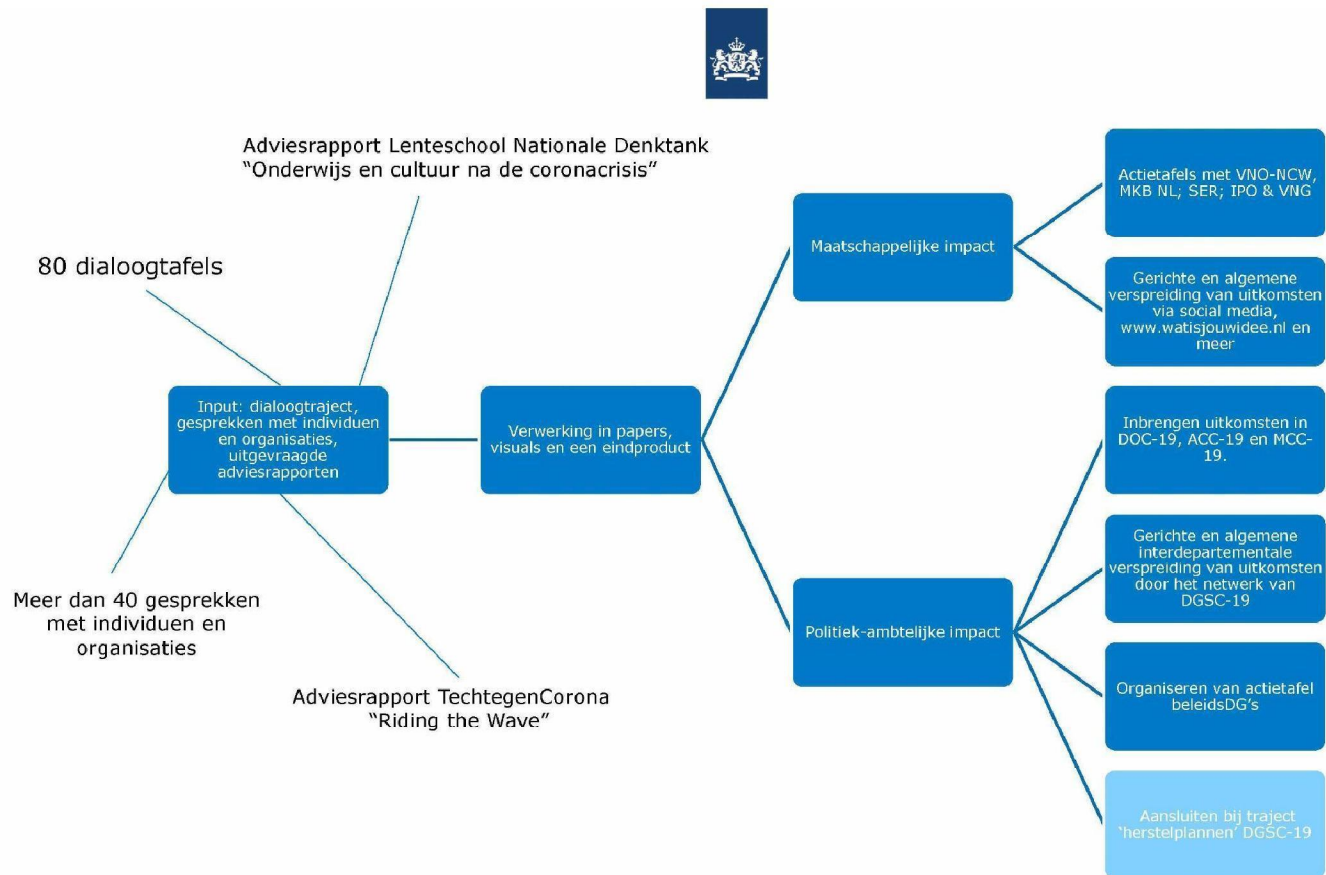 Adviesrapport Lenteschool Nationale Denktank
“Onderwijs en cultuur na de coronacrisis”
80 dialoogtafels
Input: dialoogtraject,
gesprekken met individuen
en organisaties,
uitgevraagde
adviesrapporten
Meer dan 40 gesprekken
met individuen en
organisaties
Adviesrapport TechtegenCorona
“Riding the Wave”
Verwerking in papers,
visuals en een eindproduct
Maatschappelijke impact
Actietafels met VNO-NCW,
MKB NL; SER; IPO & VNG
Gerichte en algemene
verspreiding van uitkomsten
via social media,
www.watisjouwidee.nl en
meer
Politiek-ambtelijke impact
Inbrengen uitkomsten in
DOC-19, ACC-19 en MCC-
19.
Gerichte en algemene
interdepartementale
verspreiding van uitkomsten
door het netwerk van
DGSC-19
Organiseren van actietafel
beleidsDG’s
Aansluiten bij traject
‘herstelplannen’ DGSC-19